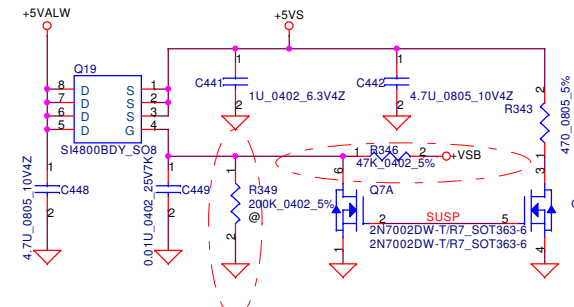 +5VALW
+5VS
Q19
8 D S 1
7 D S 2
6 D S 3
5 D G 4
SI4800BDY_SO8
C441
1
2
1U_0402_6.3V4Z
C442
1
2
4.7U_0805_10V4Z
R343
2
1
470_0805_5%
C448
1
2
4.7U_0805_10V4Z
C449
1
2
0.01U_0402_25V7K
R349
1
2
200K_0402_5%
@
R346
1
2
47K_0402_5%
+VSB
6
Q7A
2
1
SUSP
5
3
4
2N7002DW-T/R7_SOT363-6
2N7002DW-T/R7_SOT363-6